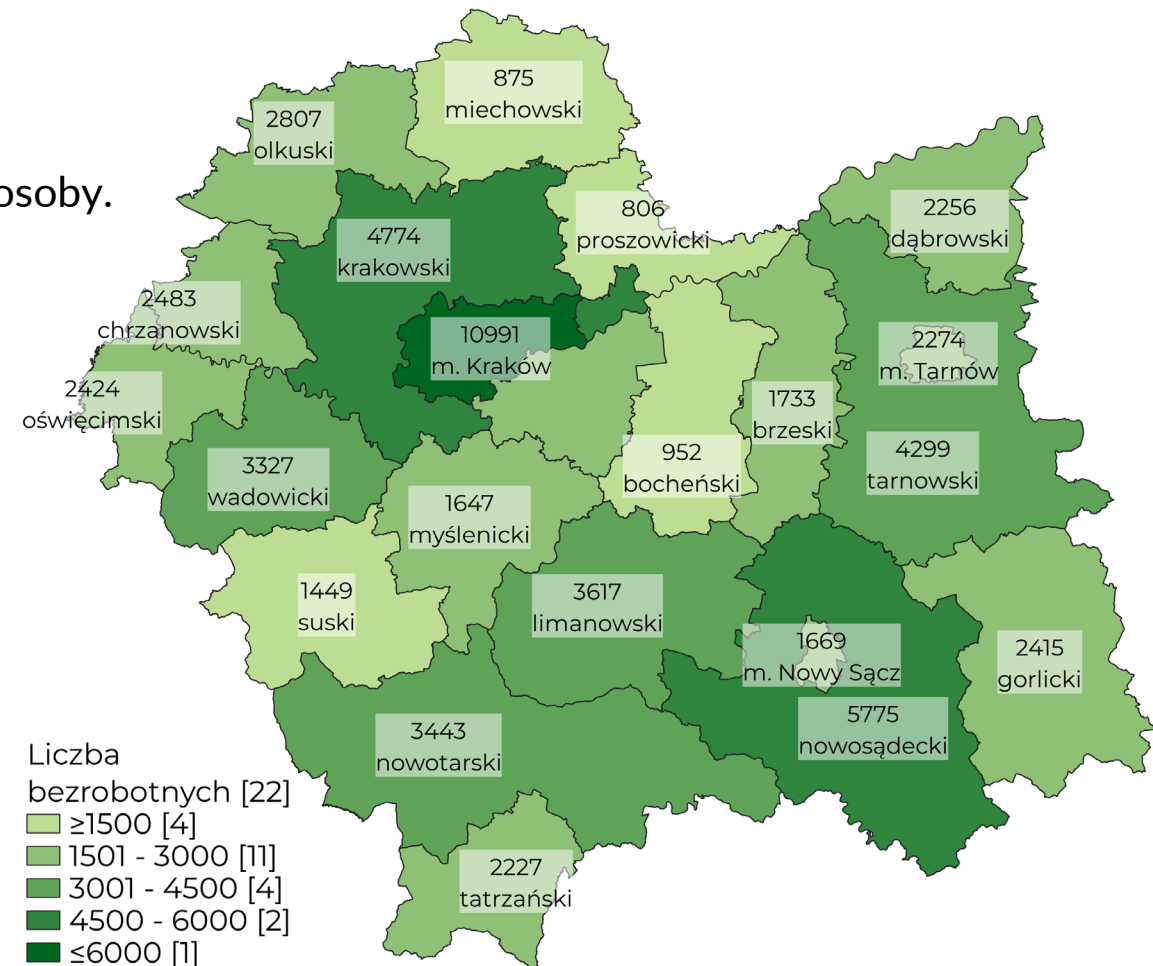 875
miechowski
2807
olkuski
osoby.
806
proszowicki
2256
dąbrowski
4774
krakowski
2483
chrzanowski
10991
m. Kraków
2274
m. Tarnów
2424
oświęcimski
1733
brzeski
3327
wadowicki
952
bocheński
4299
tarnowski
1647
myślenicki
1449
suski
3617
limanowski
1669
m. Nowy Sącz
2415
gorlicki
5775
nowosądecki
3443
nowotarski
2227
tatrzański
Liczba
bezrobotnych [22]
≥1500 [4]
1501 - 3000 [11]
3001 - 4500 [4]
4500 - 6000 [2]
≤6000 [1]